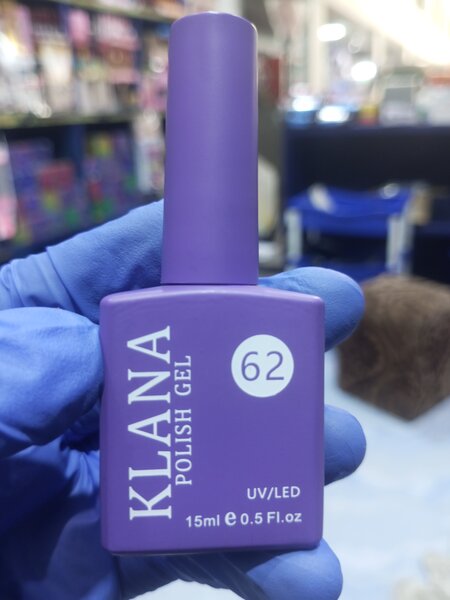 KLANA
POLISH GEL
62
UV/LED
15ml e 0.5 Fl.oz